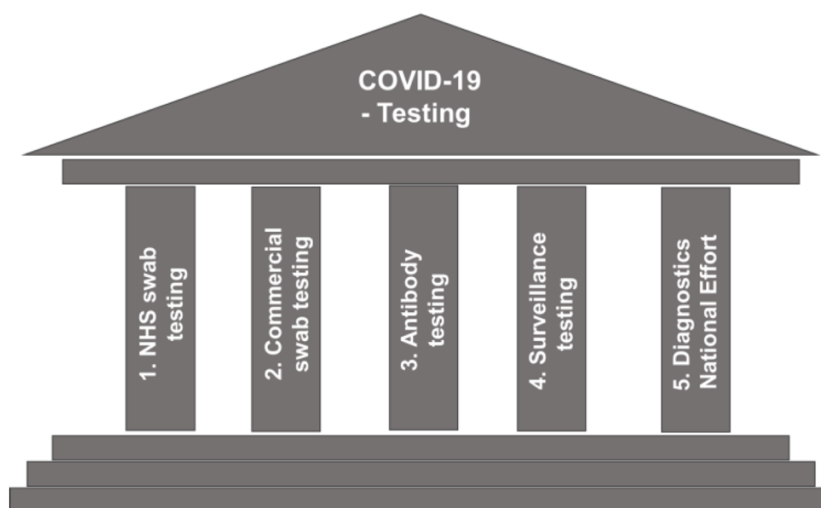 COVID-19
- Testing
1. NHS swab
testing
2. Commercial
swab testing
3. Antibody
testing
4. Surveillance
testing
5. Diagnostics
National Effort